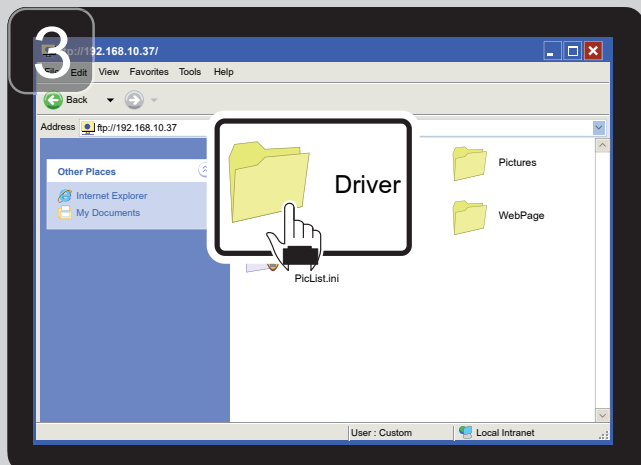 3
ftp://192.168.10.37/
File Edit View Favorites Tools Help
Back
Address ftp://192.168.10.37
Other Places
Internet Explorer
My Documents
Driver
Pictures
WebPage
PicList.ini
User : Custom
Local Intranet